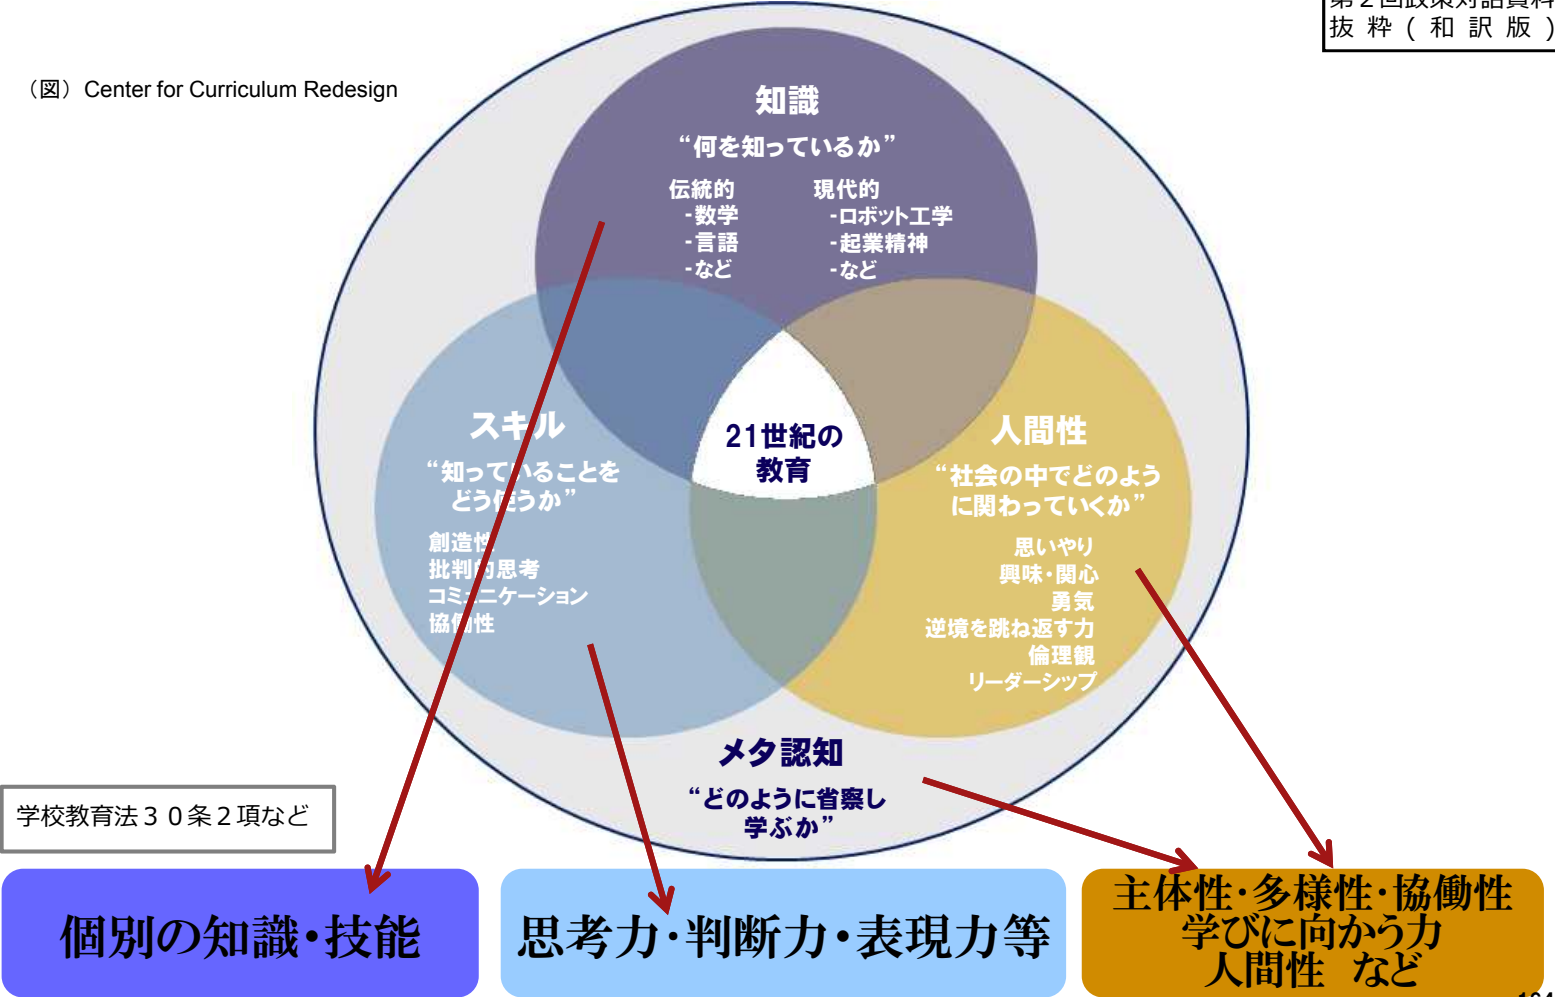 第２回政策対話資料
抜粋(和訳版)
（図）Center for Curriculum Redesign
知識
“何を知っているか”
伝統的
-数学
-言語
-など
現代的
-ロボット工学
-起業精神
-など
スキル
“知っていることを
どう使うか”
創造性
批判的思考
コミュニケーション
協働性
21世紀の
教育
人間性
“社会の中でどのよう
に関わっていくか”
思いやり
興味・関心
勇気
逆境を跳ね返す力
倫理観
リーダーシップ
メタ認知
“どのように省察し
学ぶか”
学校教育法３０条２項など
個別の知識・技能
思考力・判断力・表現力等
主体性・多様性・協働性
学びに向かう力
人間性　など